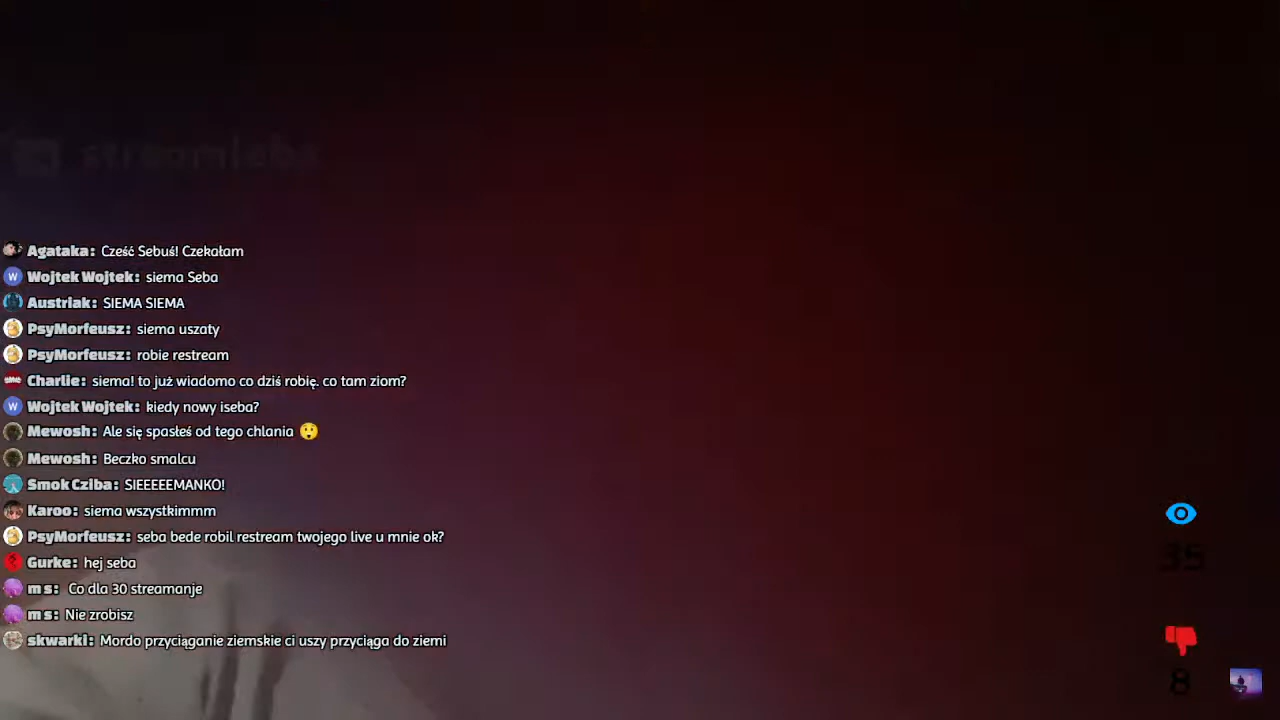 streamlabs
Agataka: Cześć Sebuś! Czekałam
W Wojtek Wojtek: siema Seba
Austriak: SIEMA SIEMA
PsyMorfeusz: siema uszaty
PsyMorfeusz: robie restream
Charlie: siema! to już wiadomo co dziś robię. co tam ziom?
W Wojtek Wojtek: kiedy nowy iseba?
Mewosh: Ale się spasłeś od tego chlania 😲
Mewosh: Beczko smalcu
Smok Cziba: SIEEEEEMANKO!
Karoo: siema wszystkimmm
PsyMorfeusz: seba bede robil restream twojego live u mnie ok?
Gurke: hej seba
m s: Co dla 30 streamanje
m s: Nie zrobisz
skwarki: Mordo przyciąganie ziemskie ci uszy przyciąga do ziemi
35
8